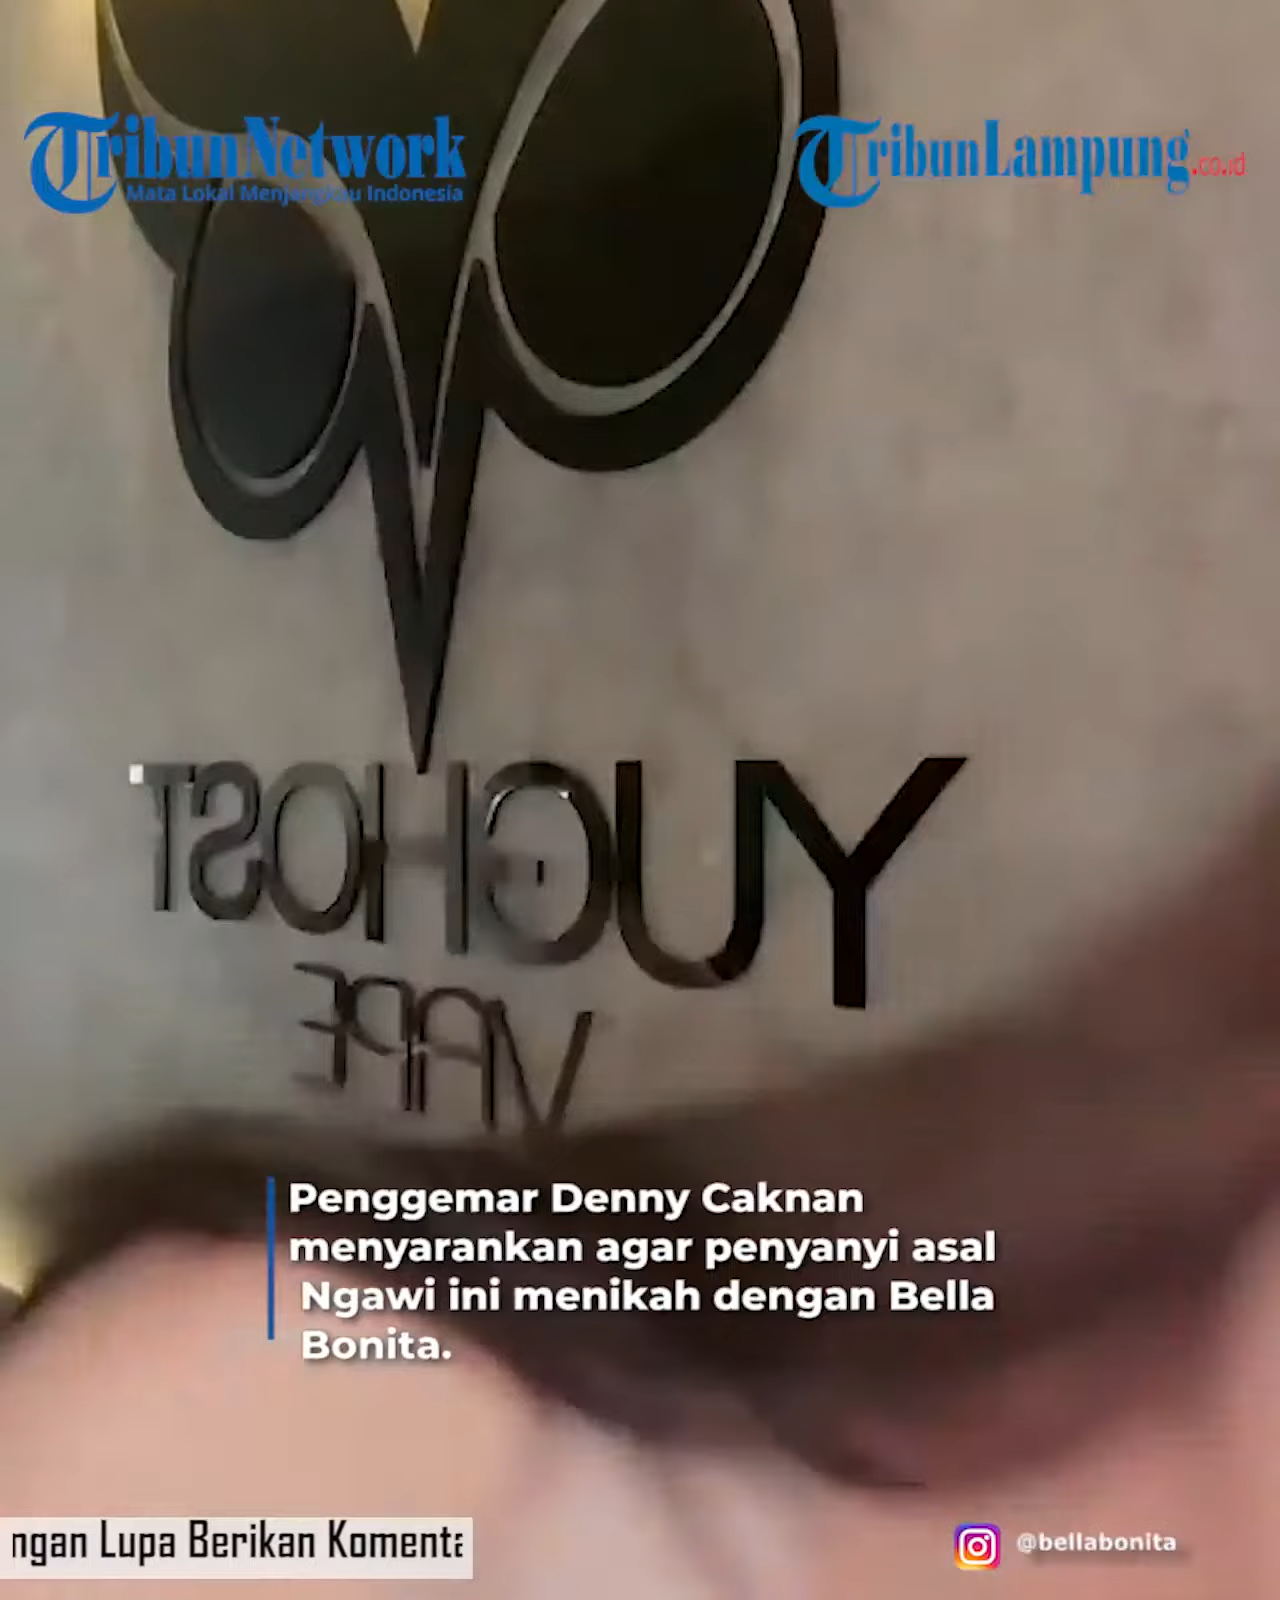 TribunNetwork
Mata Lokal Menjangkau Indonesia
TribunLampung.co.id
YUGHOST
VAPE
Penggemar Denny Caknan
menyarankan agar penyanyi asal
Ngawi ini menikah dengan Bella
Bonita.
ngan Lupa Berikan Komenta
@bellabonita